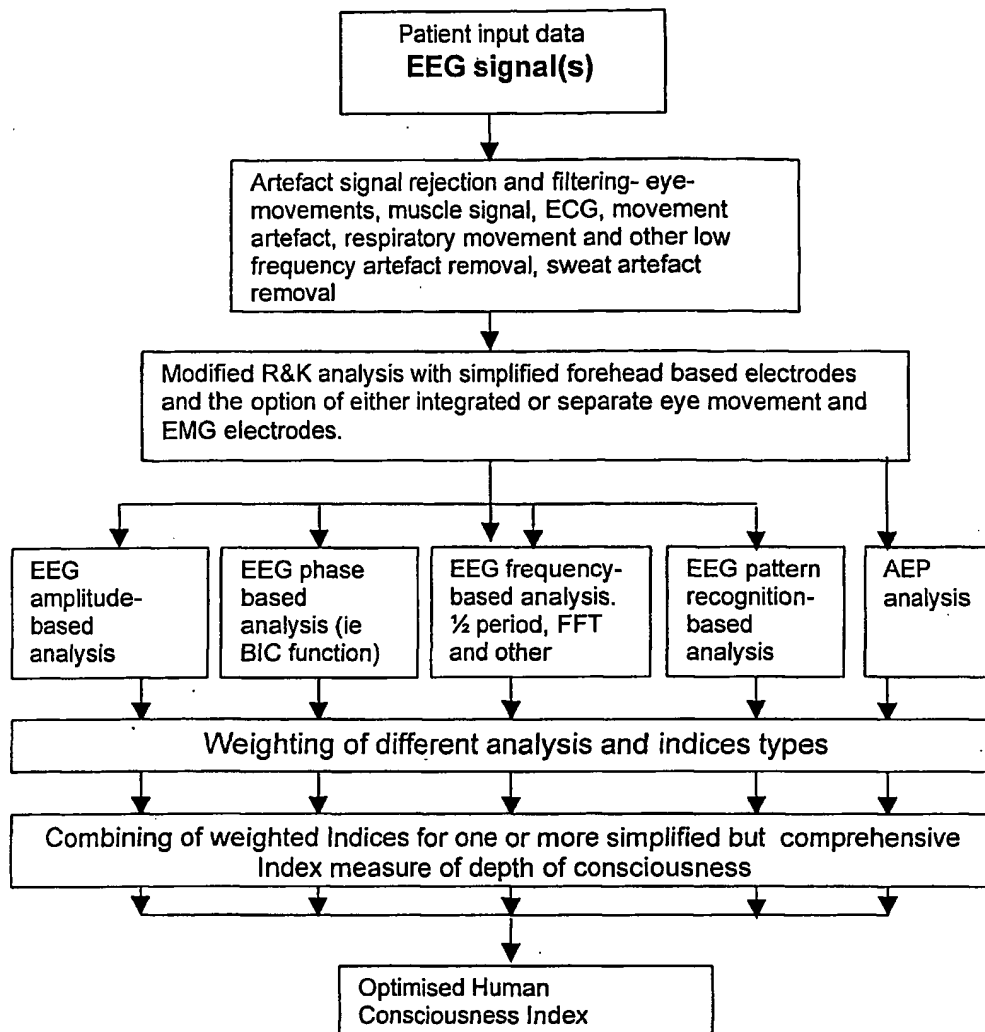 Patient input data
EEG signal(s)
Artefact signal rejection and filtering- eye-
movements, muscle signal, ECG, movement
artefact, respiratory movement and other low
frequency artefact removal, sweat artefact
removal
Modified R&K analysis with simplified forehead based electrodes
and the option of either integrated or separate eye movement and
EMG electrodes.
EEG
amplitude-
based
analysis
EEG phase
based
analysis (ie
BIC function)
EEG frequency-
based analysis.
½ period, FFT
and other
EEG pattern
recognition-
based
analysis
AEP
analysis
Weighting of different analysis and indices types
Combining of weighted Indices for one or more simplified but comprehensive
Index measure of depth of consciousness
Optimised Human
Consciousness Index